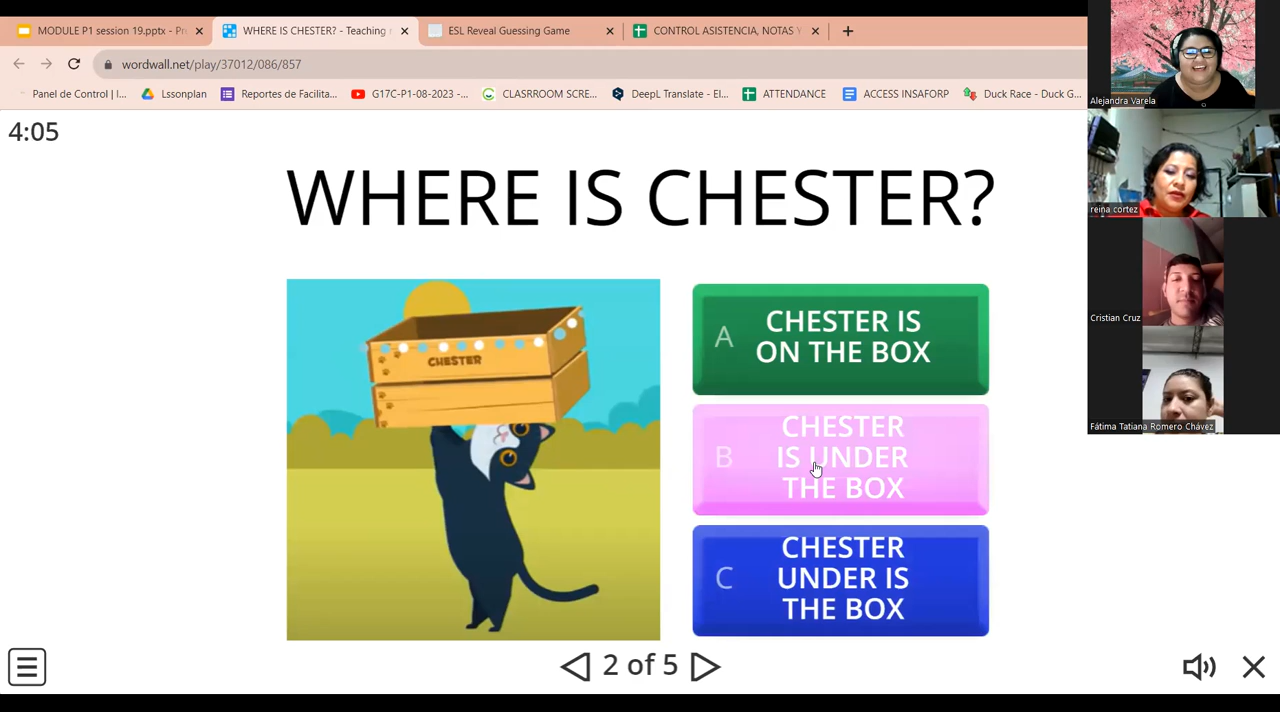 MODULE P1 session 19.pptx - Pr
WHERE IS CHESTER? - Teaching
ESL Reveal Guessing Game
CONTROL ASISTENCIA, NOTAS Y
wordwall.net/play/37012/086/857
Panel de Control | I...
Lssonplan
Reportes de Facilita...
G17C-P1-08-2023 -...
CLASSROOM SCRE...
DeepL Translate - El...
ATTENDANCE
ACCESS INSAFORP
Duck Race - Duck G...
Alejandra Varela
reina cortez
Cristian Cruz
Fátima Tatiana Romero Chávez
4:05
WHERE IS CHESTER?
CHESTER
A
CHESTER IS
ON THE BOX
B
CHESTER
IS UNDER
THE BOX
C
CHESTER
UNDER IS
THE BOX
2 of 5